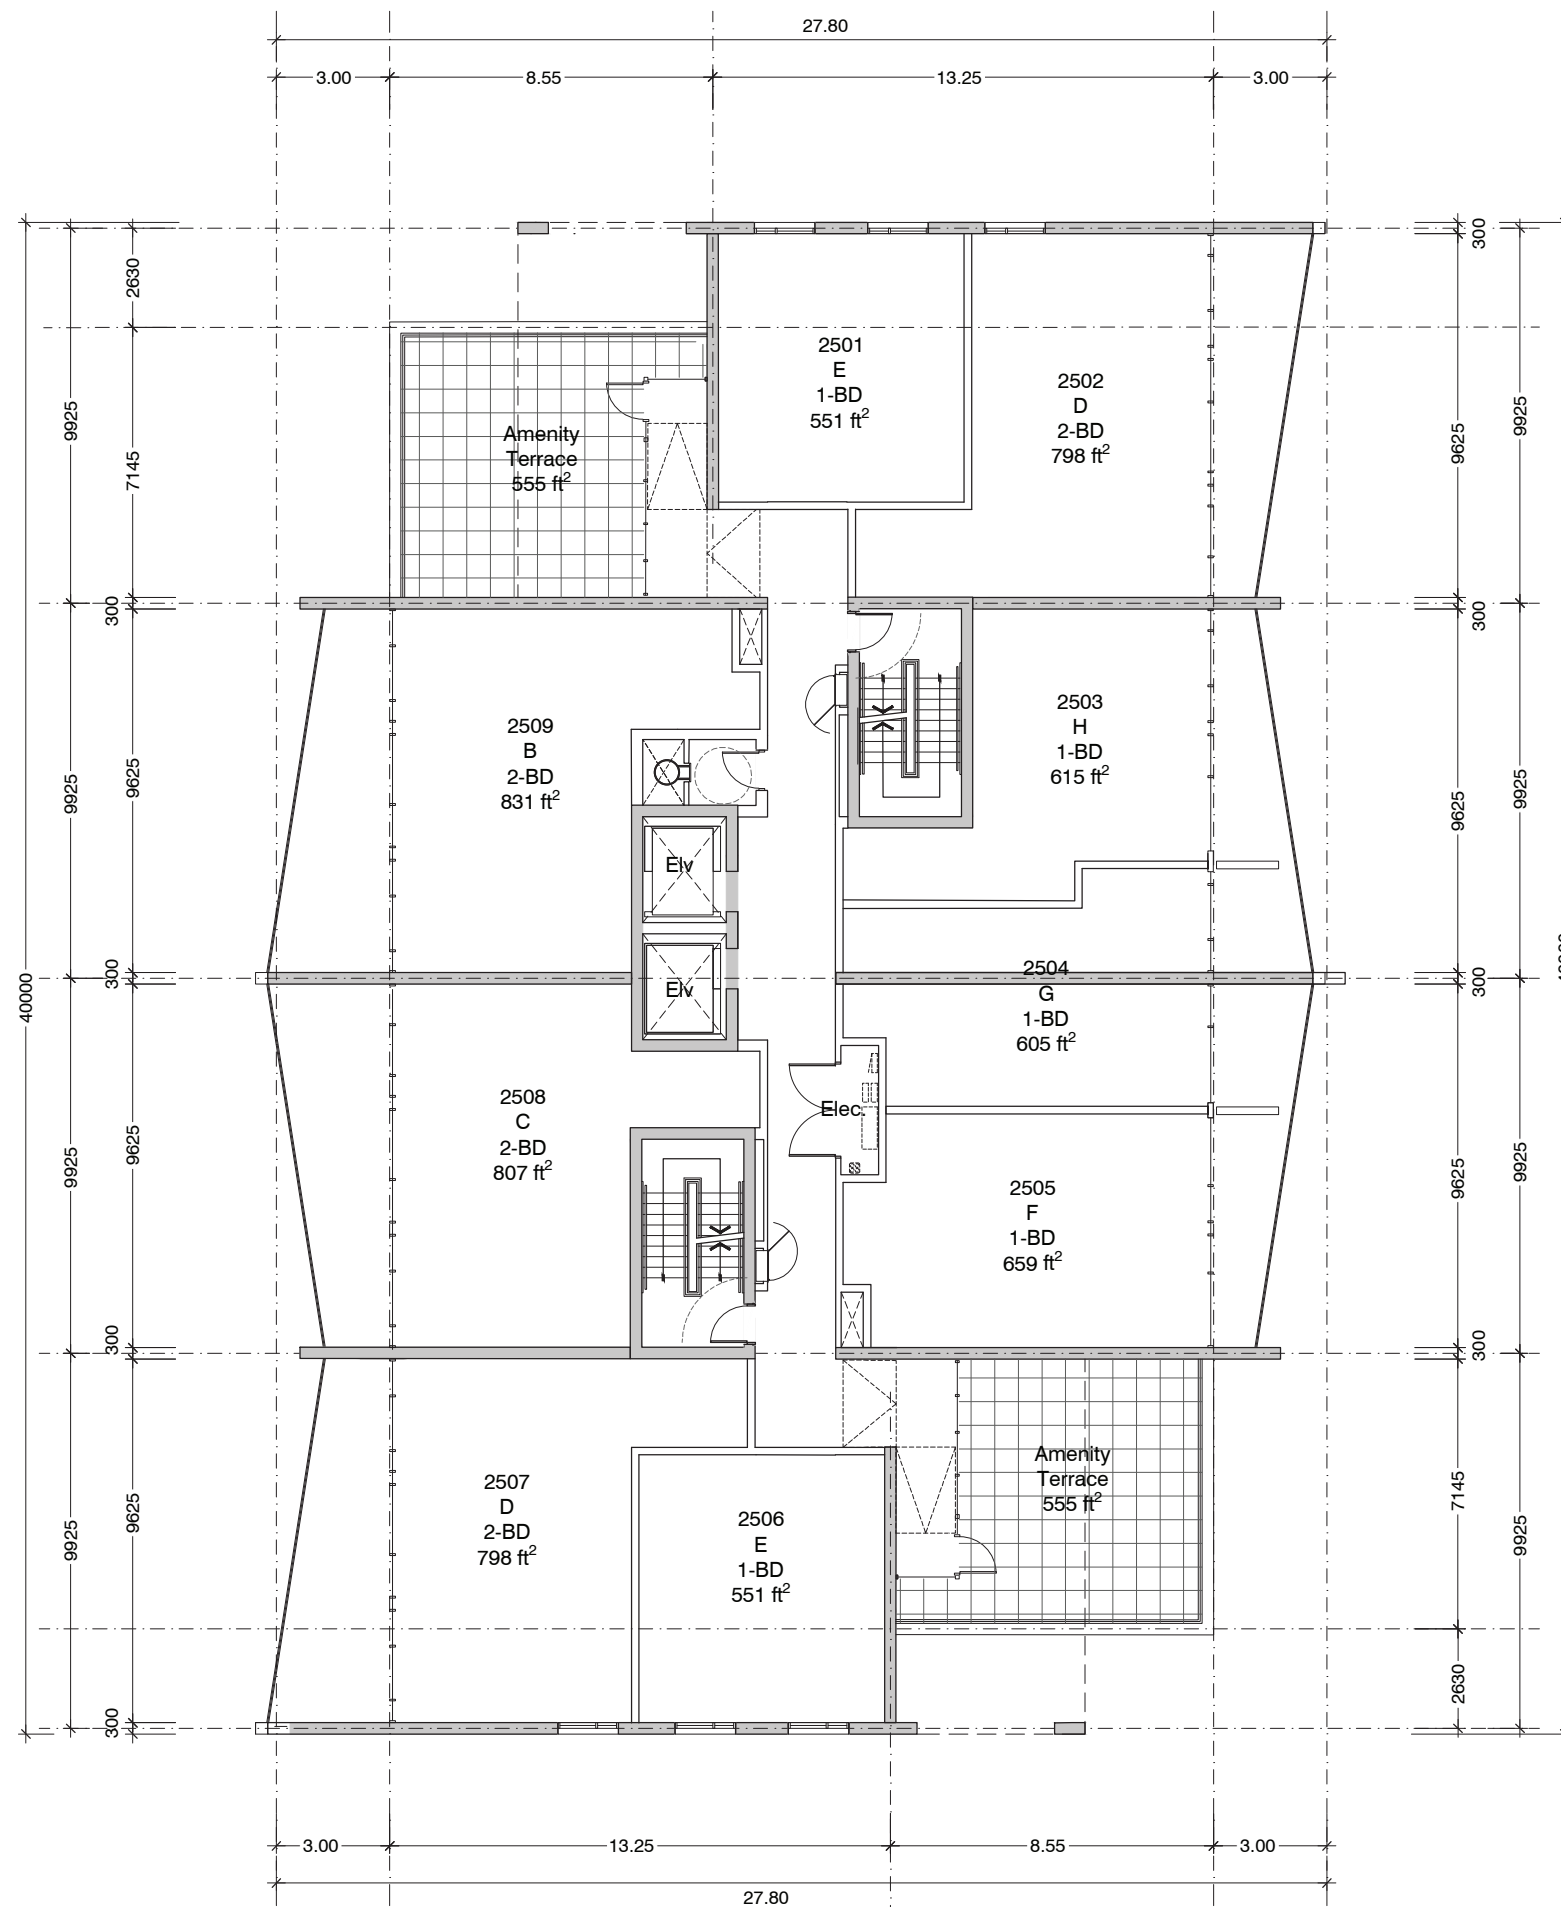 27.80
3.00
8.55
13.25
3.00
300
2630
9925
7145
9625
9925
300
300
2501
E
1-BD
551 ft²
2502
D
2-BD
798 ft²
Amenity
Terrace
555 ft²
9925
9625
9625
9925
2509
B
2-BD
831 ft²
2503
H
1-BD
615 ft²
Elv
40000
300
300
Elv
2504
G
1-BD
605 ft²
9925
9625
9625
9925
2508
C
2-BD
807 ft²
Elec.
2505
F
1-BD
659 ft²
300
300
9925
9625
7145
9925
2507
D
2-BD
798 ft²
2506
E
1-BD
551 ft²
Amenity
Terrace
555 ft²
300
2630
3.00
13.25
8.55
3.00
27.80